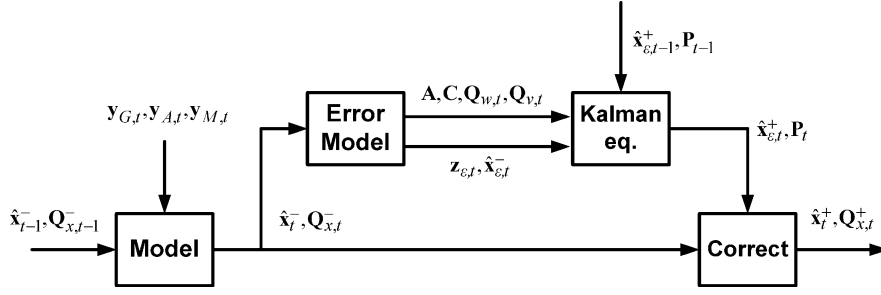 x̂⁺ε,t−1,Pt−1
yG,t,yA,t,yM,t
Error
Model
A,C,Qw,t,Qv,t
zε,t,x̂⁻ε,t
Kalman
eq.
x̂⁺ε,t,Pt
x̂⁻t−1,Q⁻x,t−1
Model
x̂⁻t,Q⁻x,t
Correct
x̂⁺t,Q⁺x,t